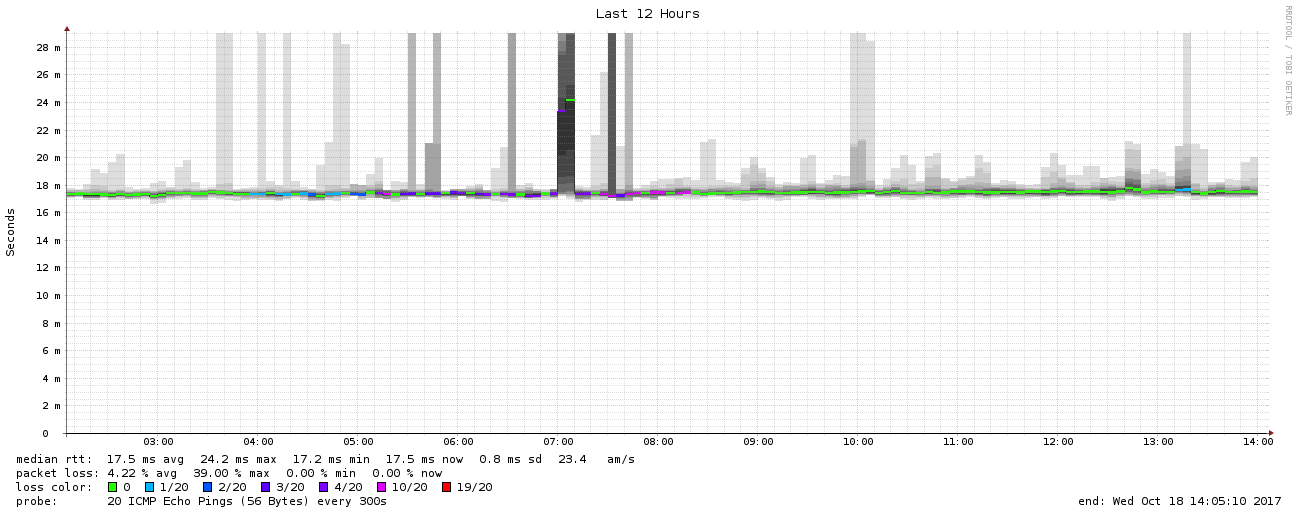 Last 12 Hours
RRDTOOL / TOBI OETIKER
28 m
26 m
24 m
22 m
20 m
18 m
16 m
14 m
12 m
10 m
8 m
6 m
4 m
2 m
0
Seconds
03:00 04:00 05:00 06:00 07:00 08:00 09:00 10:00 11:00 12:00 13:00 14:00
median rtt: 17.5 ms avg 24.2 ms max 17.2 ms min 17.5 ms now 0.8 ms sd 23.4 am/s
packet loss: 4.22 % avg 39.00 % max 0.00 % min 0.00 % now
loss color: 0 1/20 2/20 3/20 4/20 10/20 19/20
probe: 20 ICMP Echo Pings (56 Bytes) every 300s end: Wed Oct 18 14:05:10 2017